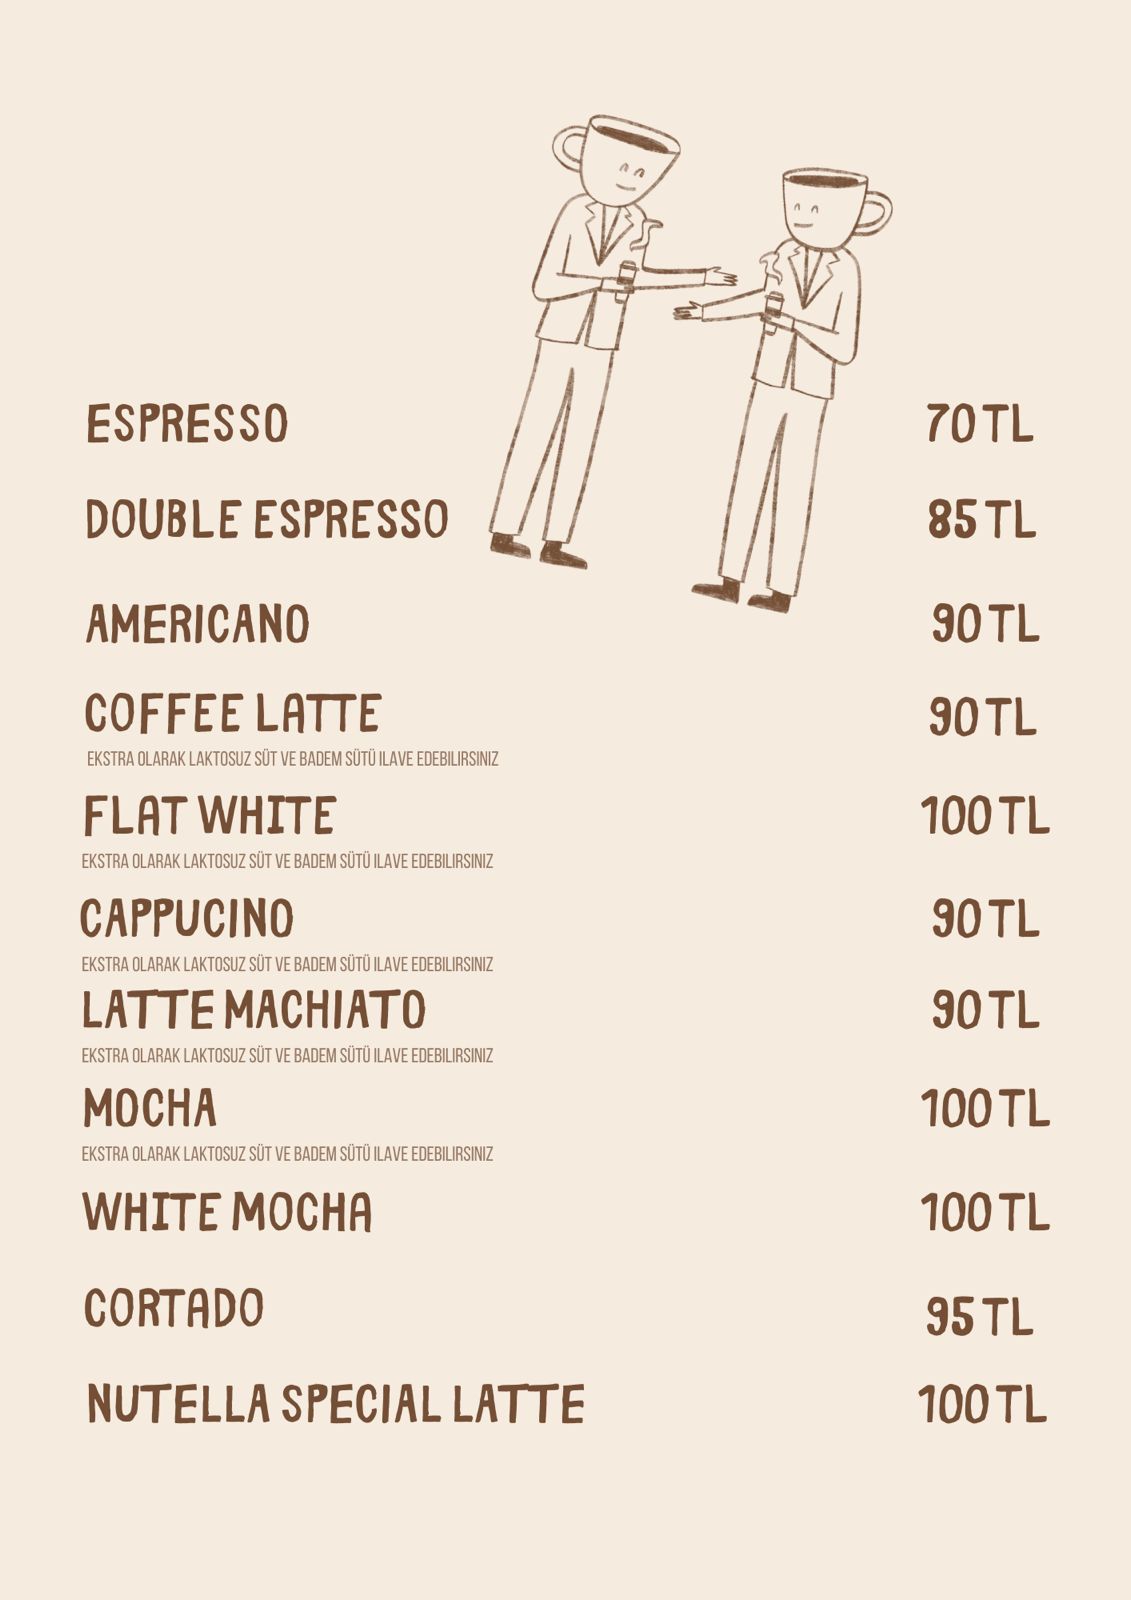 ESPRESSO 70 TL
DOUBLE ESPRESSO 85 TL
AMERICANO 90 TL
COFFEE LATTE 90 TL
EKSTRA OLARAK LAKTOSUZ SÜT VE BADEM SÜTÜ ILAVE EDEBILIRSINIZ
FLAT WHITE 100 TL
EKSTRA OLARAK LAKTOSUZ SÜT VE BADEM SÜTÜ ILAVE EDEBILIRSINIZ
CAPPUCINO 90 TL
EKSTRA OLARAK LAKTOSUZ SÜT VE BADEM SÜTÜ ILAVE EDEBILIRSINIZ
LATTE MACHIATO 90 TL
EKSTRA OLARAK LAKTOSUZ SÜT VE BADEM SÜTÜ ILAVE EDEBILIRSINIZ
MOCHA 100 TL
EKSTRA OLARAK LAKTOSUZ SÜT VE BADEM SÜTÜ ILAVE EDEBILIRSINIZ
WHITE MOCHA 100 TL
CORTADO 95 TL
NUTELLA SPECIAL LATTE 100 TL